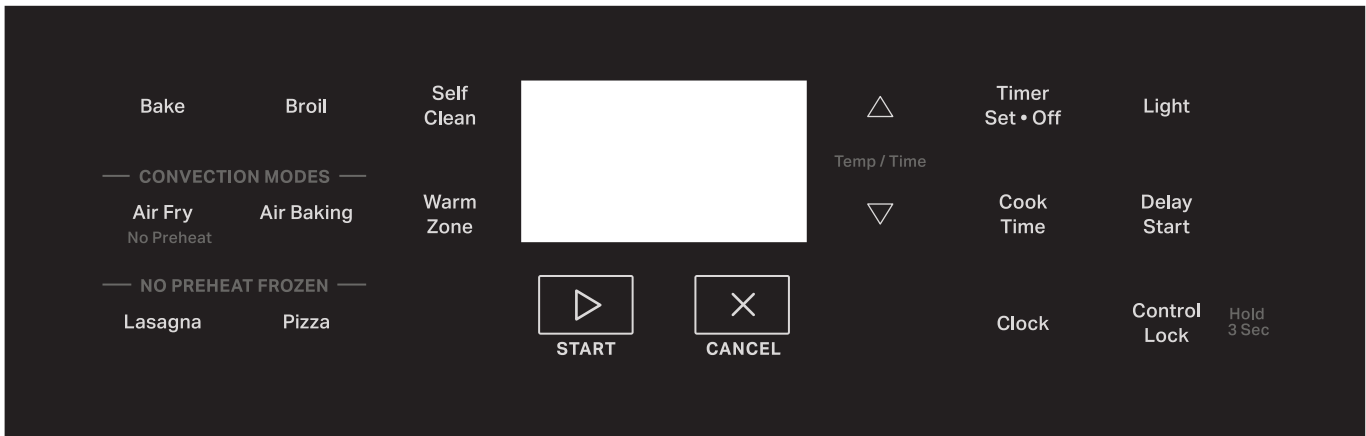 Bake
Broil
Self
Clean
CONVECTION MODES
Air Fry
No Preheat
Air Baking
Warm
Zone
NO PREHEAT FROZEN
Lasagna
Pizza
START
CANCEL
Temp / Time
Timer
Set • Off
Light
Cook
Time
Delay
Start
Clock
Control
Lock
Hold
3 Sec